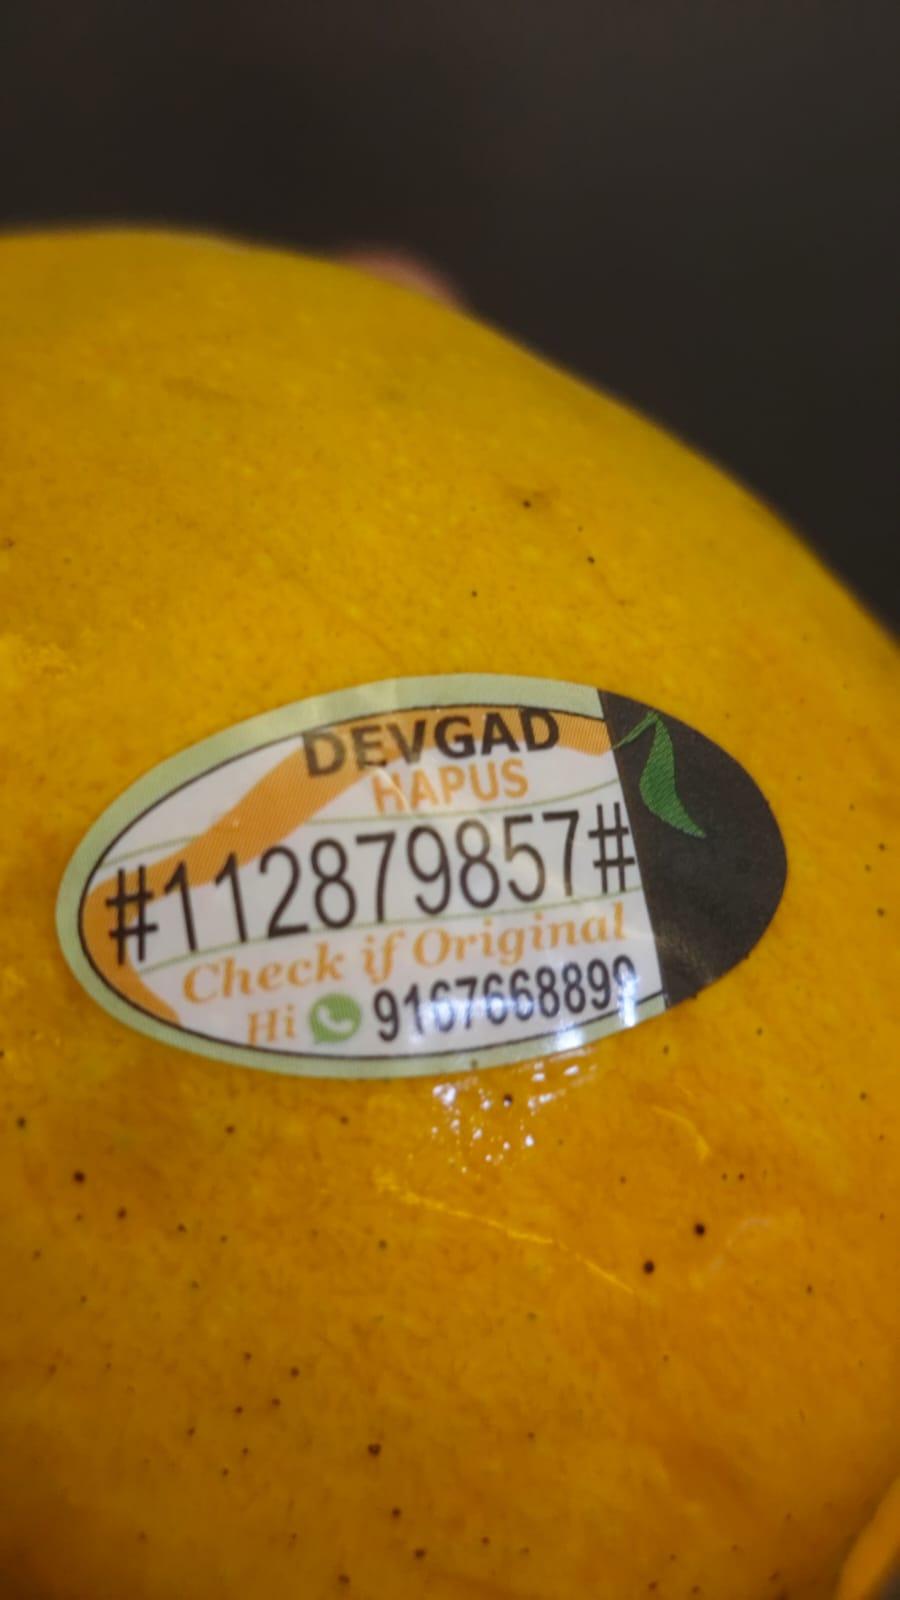 DEVGAD
HAPUS
#112879857#
Check if Original
Hi 9167668899